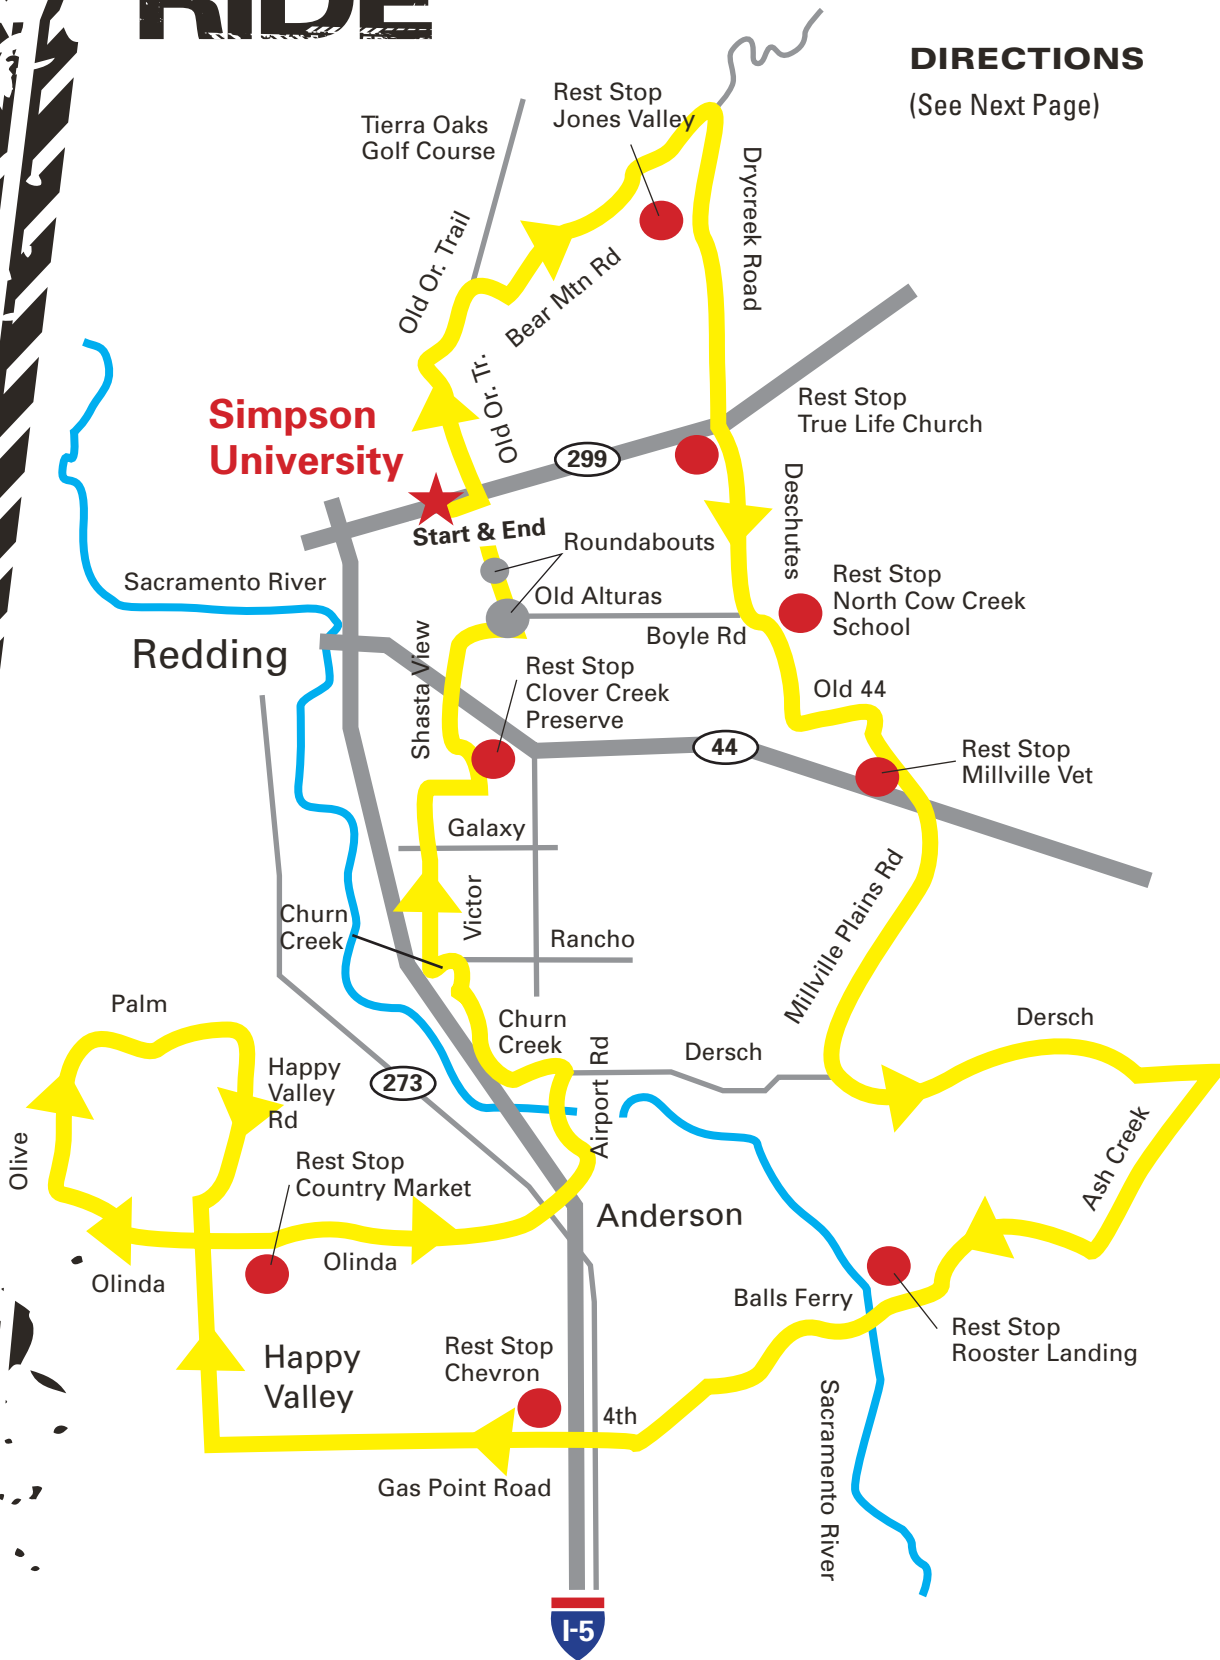 RIDE
DIRECTIONS
(See Next Page)
Rest Stop
Jones Valley
Tierra Oaks
Golf Course
Drycreek Road
Old Or. Trail
Bear Mtn Rd
Old Or. Tr.
Simpson
University
299
Rest Stop
True Life Church
Start & End
Deschutes
Roundabouts
Sacramento River
Old Alturas
Rest Stop
North Cow Creek
School
Boyle Rd
Redding
Shasta View
Rest Stop
Clover Creek
Preserve
Old 44
44
Rest Stop
Millville Vet
Galaxy
Victor
Churn
Creek
Rancho
Millville Plains Rd
Palm
Churn
Creek
Airport Rd
Dersch
Dersch
Happy
Valley
Rd
273
Olive
Ash Creek
Rest Stop
Country Market
Anderson
Olinda
Olinda
Balls Ferry
Rest Stop
Rooster Landing
Happy
Valley
Rest Stop
Chevron
4th
Sacramento River
Gas Point Road
I-5